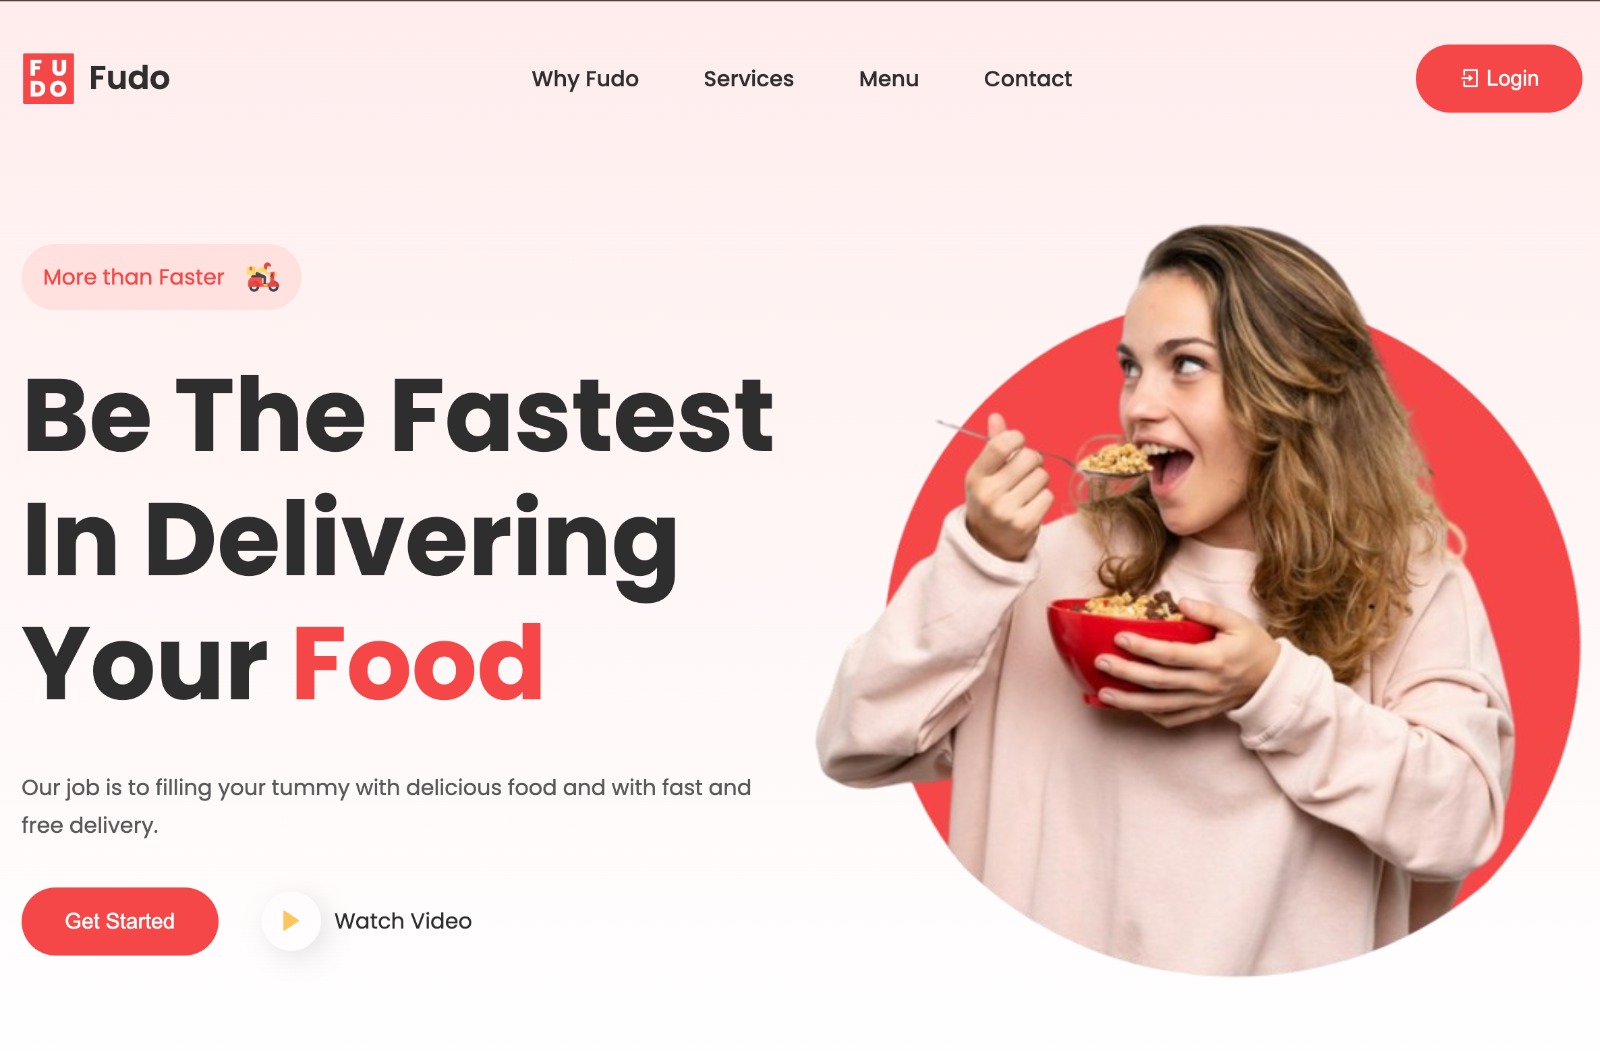 FU
DO
Fudo
Why Fudo
Services
Menu
Contact
Login
More than Faster
Be The Fastest
In Delivering
Your Food
Our job is to filling your tummy with delicious food and with fast and
free delivery.
Get Started
Watch Video